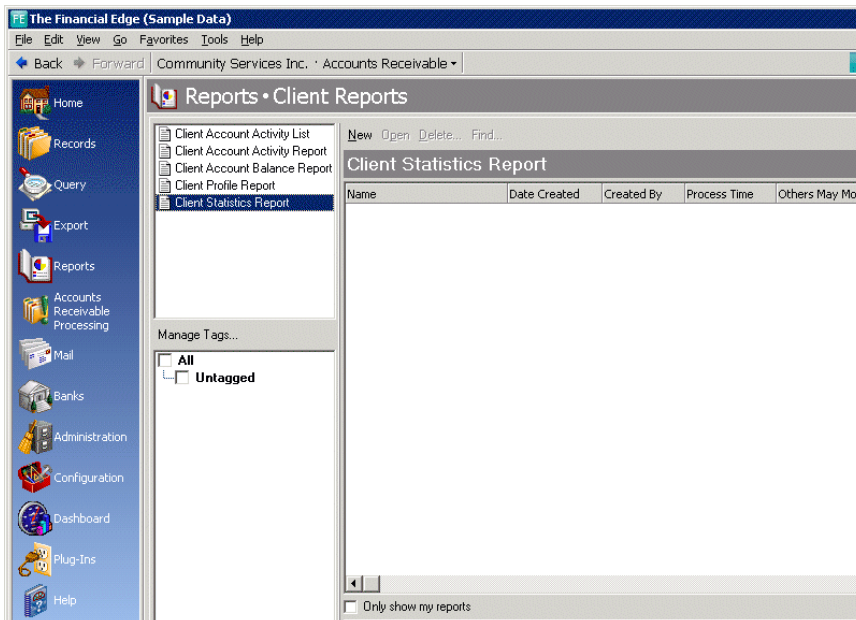 FE The Financial Edge (Sample Data)
File Edit View Go Favorites Tools Help
Back Forward Community Services Inc. · Accounts Receivable
Reports • Client Reports
Home
Records
Query
Export
Reports
Accounts
Receivable
Processing
Mail
Banks
Administration
Configuration
Dashboard
Plug-Ins
Help
Client Account Activity List
Client Account Activity Report
Client Account Balance Report
Client Profile Report
Client Statistics Report
Manage Tags...
All
Untagged
New Open Delete... Find...
Client Statistics Report
Name Date Created Created By Process Time Others May Mo
Only show my reports